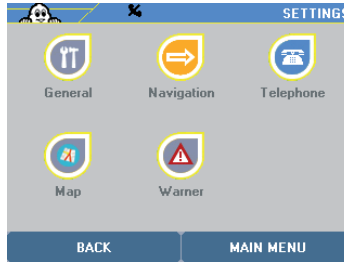 SETTINGS
General Navigation Telephone
Map Warner
BACK MAIN MENU